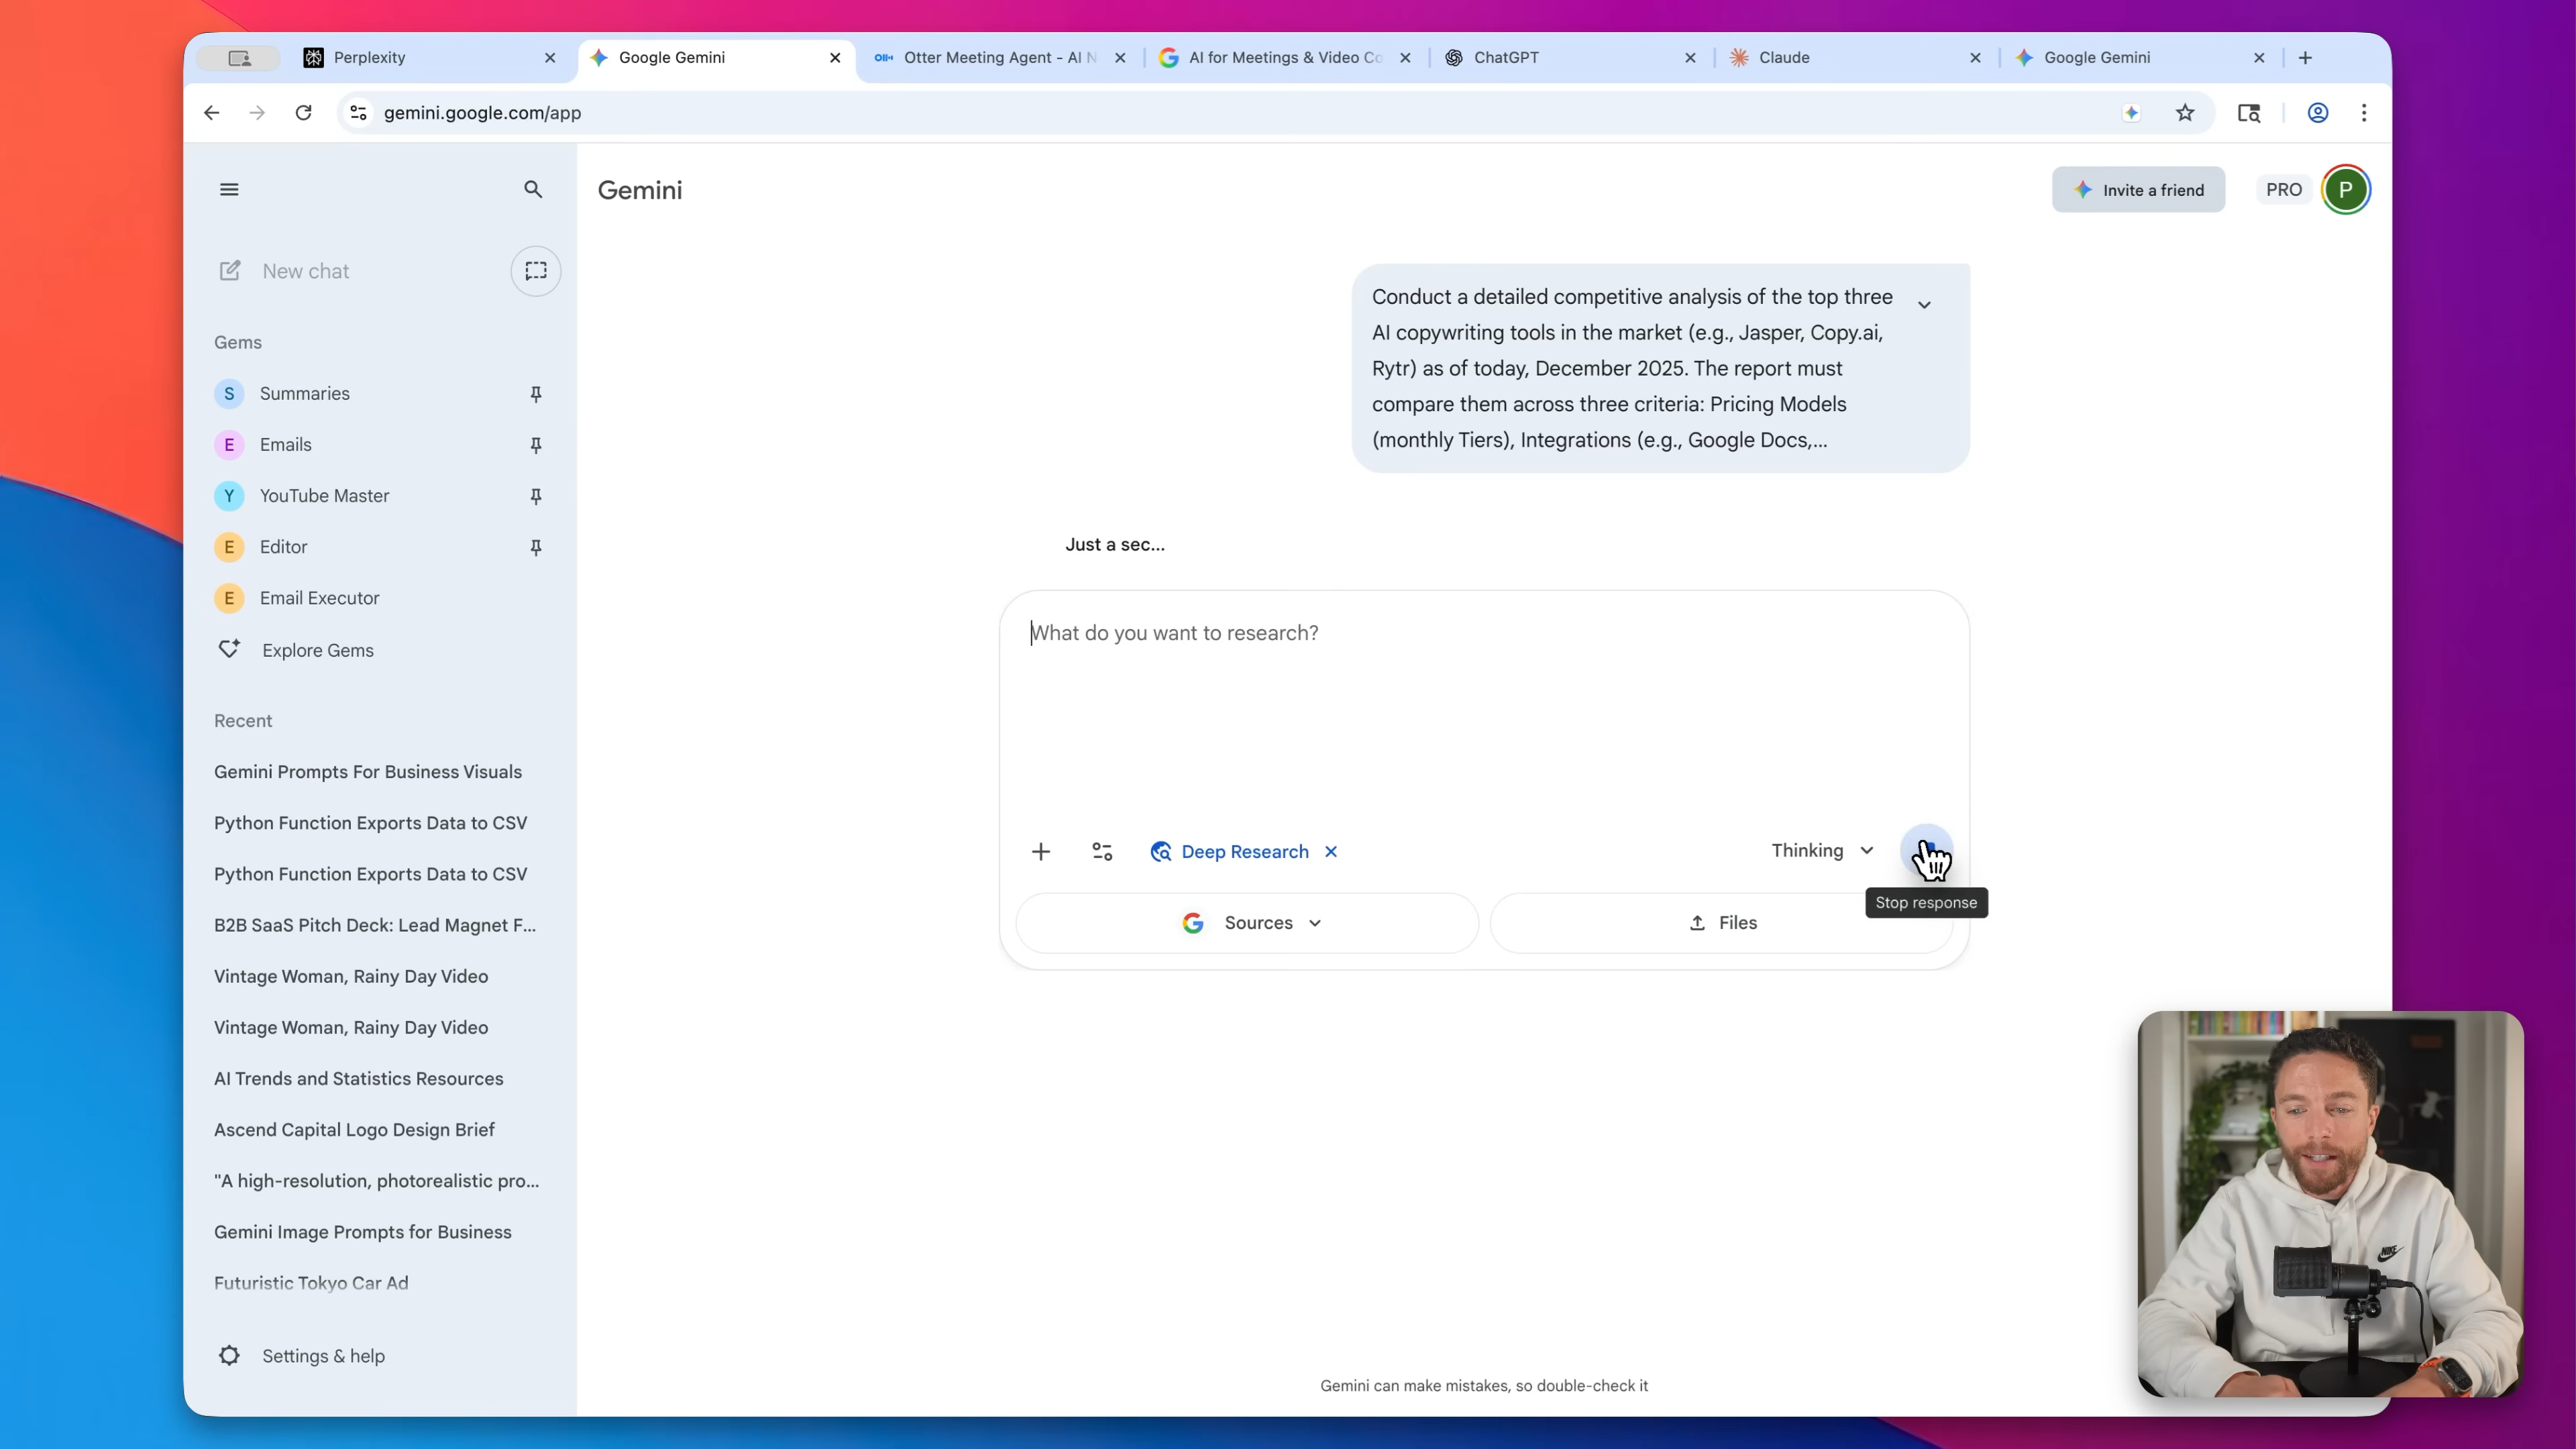 Perplexity
Google Gemini
Otter Meeting Agent - AI N
AI for Meetings & Video Co
ChatGPT
Claude
Google Gemini
gemini.google.com/app
Gemini
Invite a friend
PRO
P
New chat
Gems
S Summaries
E Emails
Y YouTube Master
E Editor
E Email Executor
Explore Gems
Recent
Gemini Prompts For Business Visuals
Python Function Exports Data to CSV
Python Function Exports Data to CSV
B2B SaaS Pitch Deck: Lead Magnet F...
Vintage Woman, Rainy Day Video
Vintage Woman, Rainy Day Video
AI Trends and Statistics Resources
Ascend Capital Logo Design Brief
"A high-resolution, photorealistic pro...
Gemini Image Prompts for Business
Futuristic Tokyo Car Ad
Settings & help
Conduct a detailed competitive analysis of the top three
AI copywriting tools in the market (e.g., Jasper, Copy.ai,
Rytr) as of today, December 2025. The report must
compare them across three criteria: Pricing Models
(monthly Tiers), Integrations (e.g., Google Docs,...
Just a sec...
What do you want to research?
Deep Research
Thinking
Stop response
Sources
Files
Gemini can make mistakes, so double-check it
NIKE